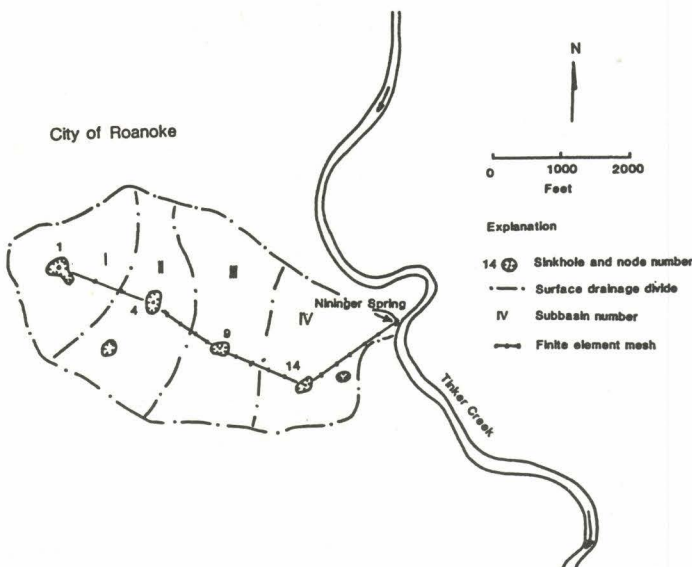 N
City of Roanoke
0 1000 2000
Feet
Explanation
14 Sinkhole and node number
Surface drainage divide
IV Subbasin number
Finite element mesh
1
I
II
III
IV
4
9
14
Nininger Spring
Tinker Creek